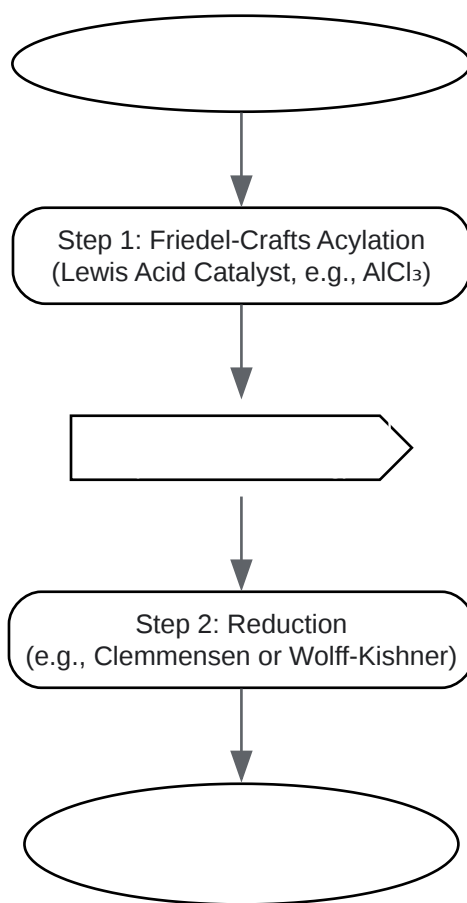 Step 1: Friedel-Crafts Acylation
(Lewis Acid Catalyst, e.g., AlCl₃)
Step 2: Reduction
(e.g., Clemmensen or Wolff-Kishner)